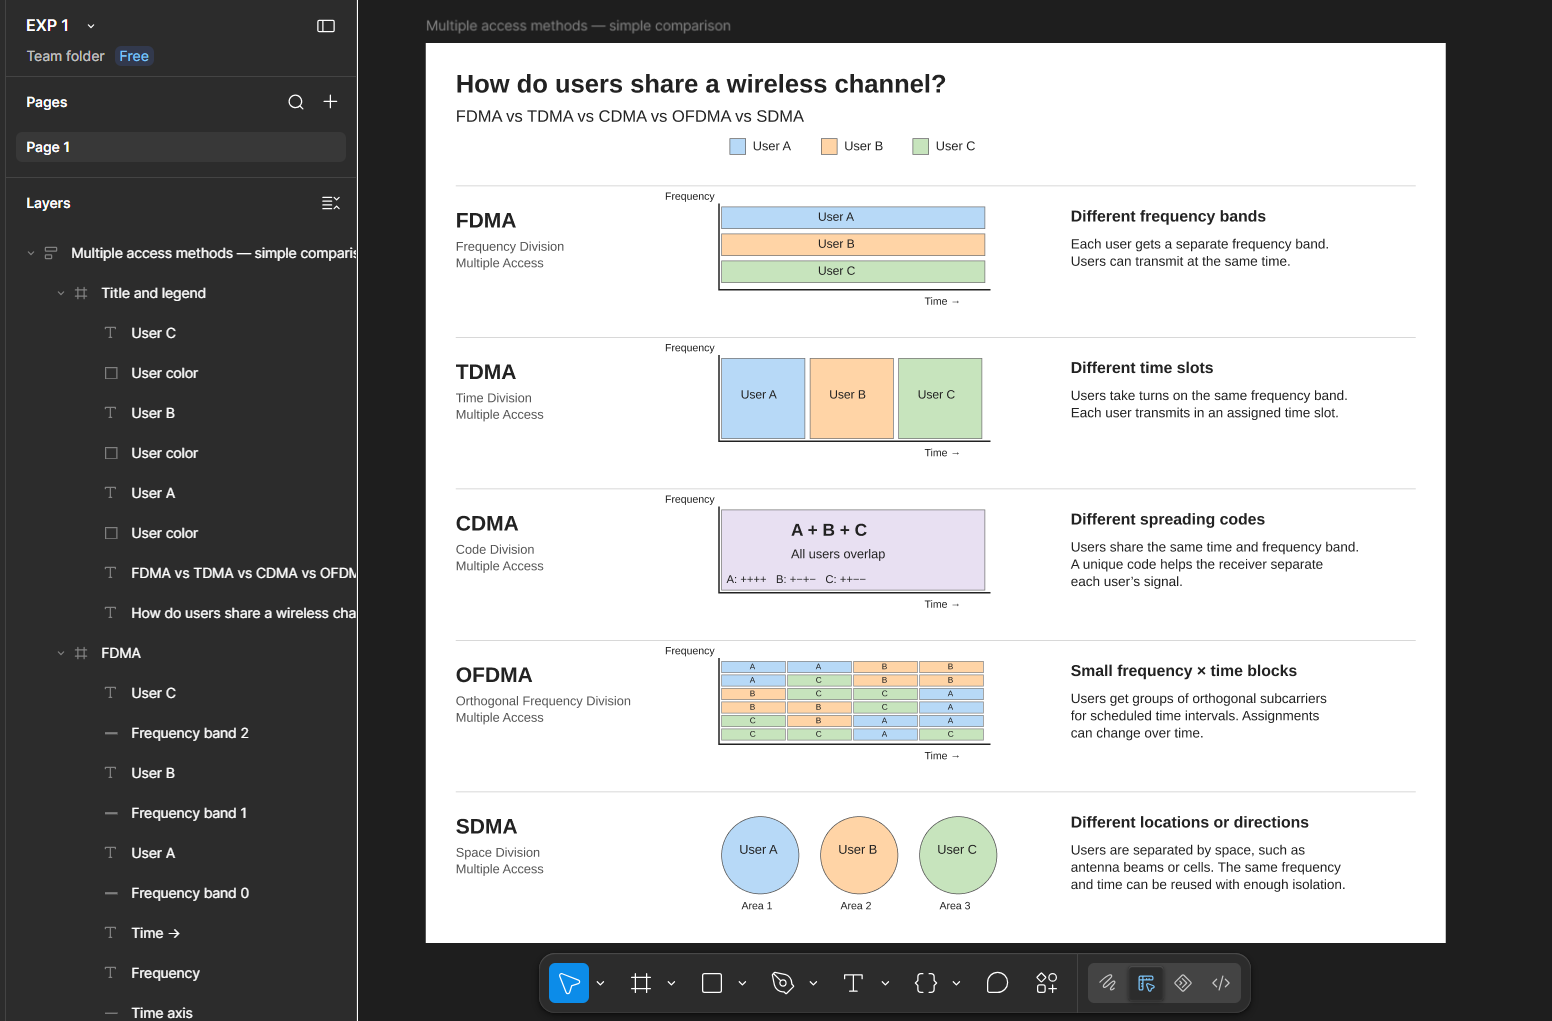 EXP 1
Team folder Free
Pages
Page 1
Layers
Multiple access methods — simple comparis
Title and legend
User C
User color
User B
User color
User A
User color
FDMA vs TDMA vs CDMA vs OFDM
How do users share a wireless cha
FDMA
User C
Frequency band 2
User B
Frequency band 1
User A
Frequency band 0
Time →
Frequency
Time axis
Multiple access methods — simple comparison
How do users share a wireless channel?
FDMA vs TDMA vs CDMA vs OFDMA vs SDMA
User A User B User C
FDMA
Frequency Division
Multiple Access
Frequency
User A
User B
User C
Time →
Different frequency bands
Each user gets a separate frequency band.
Users can transmit at the same time.
TDMA
Time Division
Multiple Access
Frequency
User A User B User C
Time →
Different time slots
Users take turns on the same frequency band.
Each user transmits in an assigned time slot.
CDMA
Code Division
Multiple Access
Frequency
A + B + C
All users overlap
A: ++++ B: +−+− C: ++−−
Time →
Different spreading codes
Users share the same time and frequency band.
A unique code helps the receiver separate
each user’s signal.
OFDMA
Orthogonal Frequency Division
Multiple Access
Frequency
A A B B
A C B B
B C C A
B B C A
C B A A
C C A C
Time →
Small frequency × time blocks
Users get groups of orthogonal subcarriers
for scheduled time intervals. Assignments
can change over time.
SDMA
Space Division
Multiple Access
User A User B User C
Area 1 Area 2 Area 3
Different locations or directions
Users are separated by space, such as
antenna beams or cells. The same frequency
and time can be reused with enough isolation.